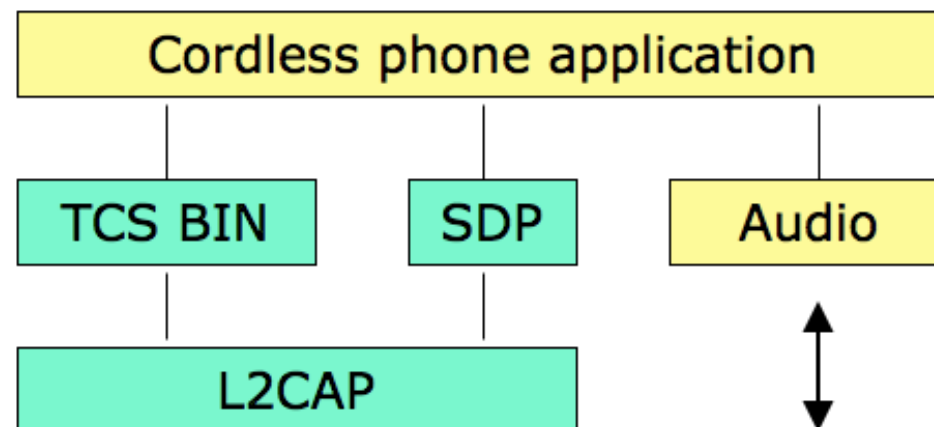 Cordless phone application
TCS BIN
SDP
Audio
L2CAP